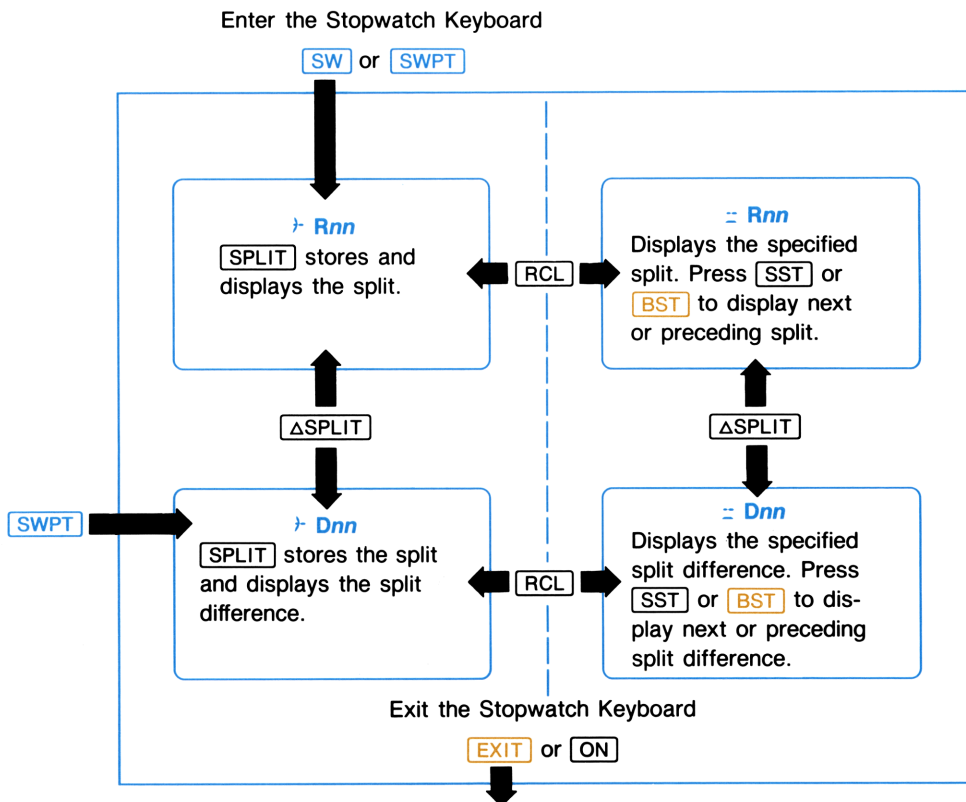 Enter the Stopwatch Keyboard
SW or SWPT
Rnn
SPLIT stores and
displays the split.
RCL
Rnn
Displays the specified
split. Press SST or
BST to display next
or preceding split.
ΔSPLIT
ΔSPLIT
SWPT
Dnn
SPLIT stores the split
and displays the split
difference.
RCL
Dnn
Displays the specified
split difference. Press
SST or BST to dis-
play next or preceding
split difference.
Exit the Stopwatch Keyboard
EXIT or ON